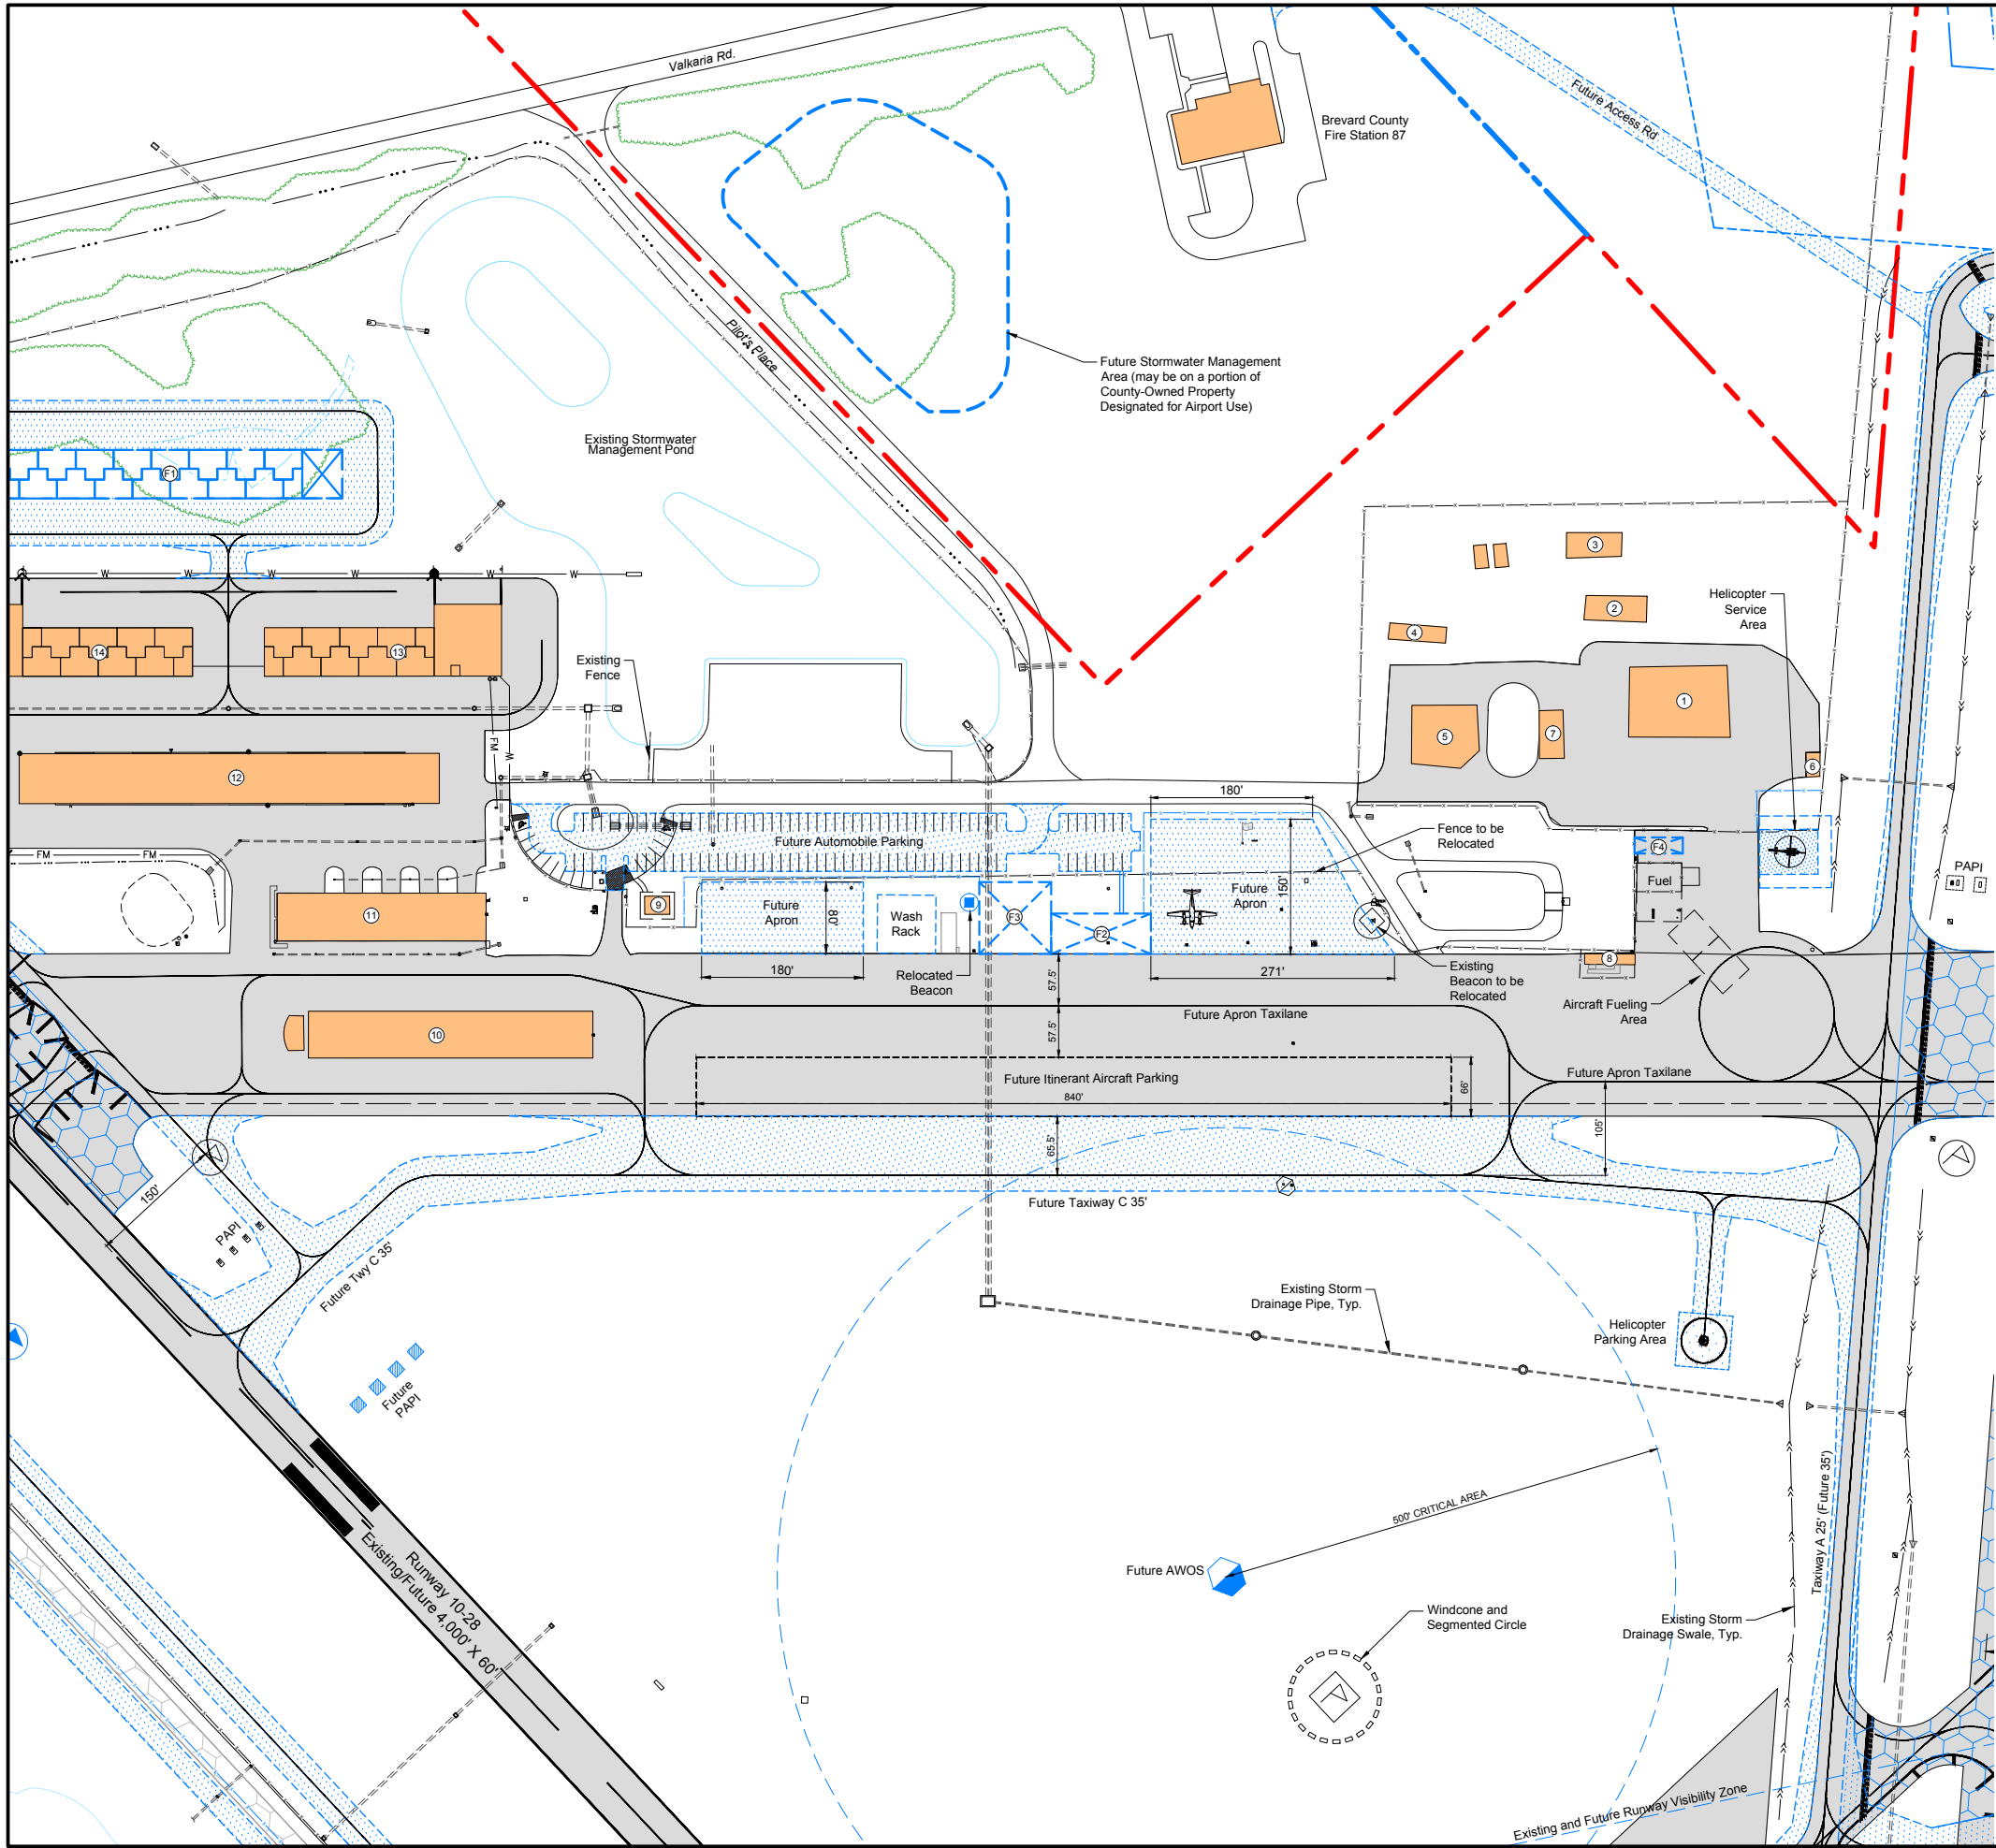 Valkaria Rd.
Brevard County
Fire Station 87
Future Access Rd
Pilot's Place
Future Stormwater Management
Area (may be on a portion of
County-Owned Property
Designated for Airport Use)
Existing Stormwater
Management Pond
F1
3
2
4
1
5
7
6
Helicopter
Service
Area
W W W W W W
14
13
Existing
Fence
FM
W
12
180'
Future Automobile Parking
Fence to be
Relocated
F4
Fuel
PAPI
FM FM
11
9
Future
Apron
80'
Wash
Rack
F3
F2
Future
Apron
150'
180'
Relocated
Beacon
57.5'
271'
Existing
Beacon to be
Relocated
8
Aircraft Fueling
Area
10
57.5'
Future Apron Taxilane
Future Itinerant Aircraft Parking
840'
66'
Future Apron Taxilane
65.5'
105'
150'
PAPI
Future Taxiway C 35'
Future Twy C 35'
Existing Storm
Drainage Pipe, Typ.
Helicopter
Parking Area
Future
PAPI
500' CRITICAL AREA
Taxiway A 25' (Future 35')
Runway 10-28
Existing/Future 4,000' X 60'
Future AWOS
Windcone and
Segmented Circle
Existing Storm
Drainage Swale, Typ.
Existing and Future Runway Visibility Zone